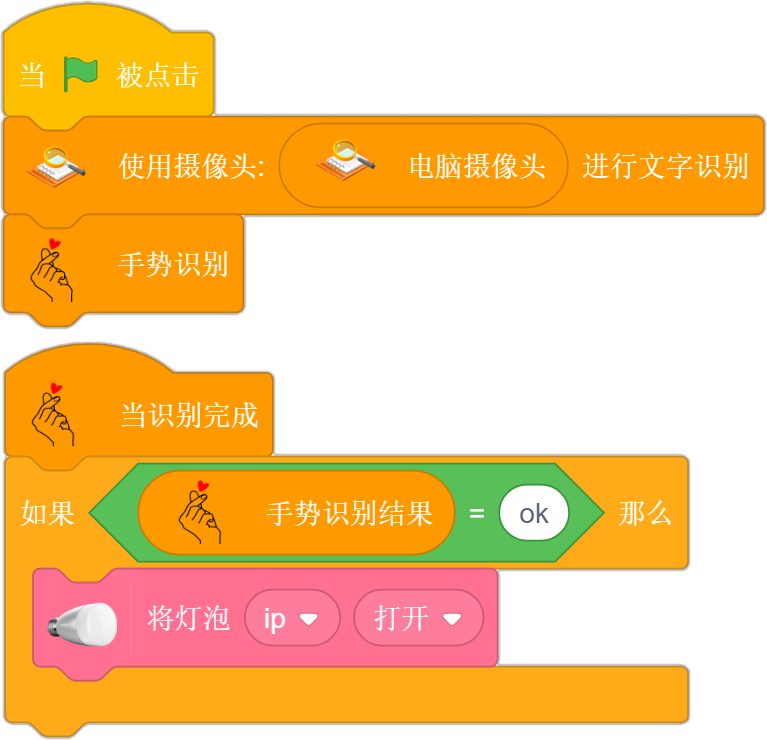 当 被点击
使用摄像头: 电脑摄像头 进行文字识别
手势识别
当识别完成
如果 手势识别结果 = ok 那么
将灯泡 ip 打开